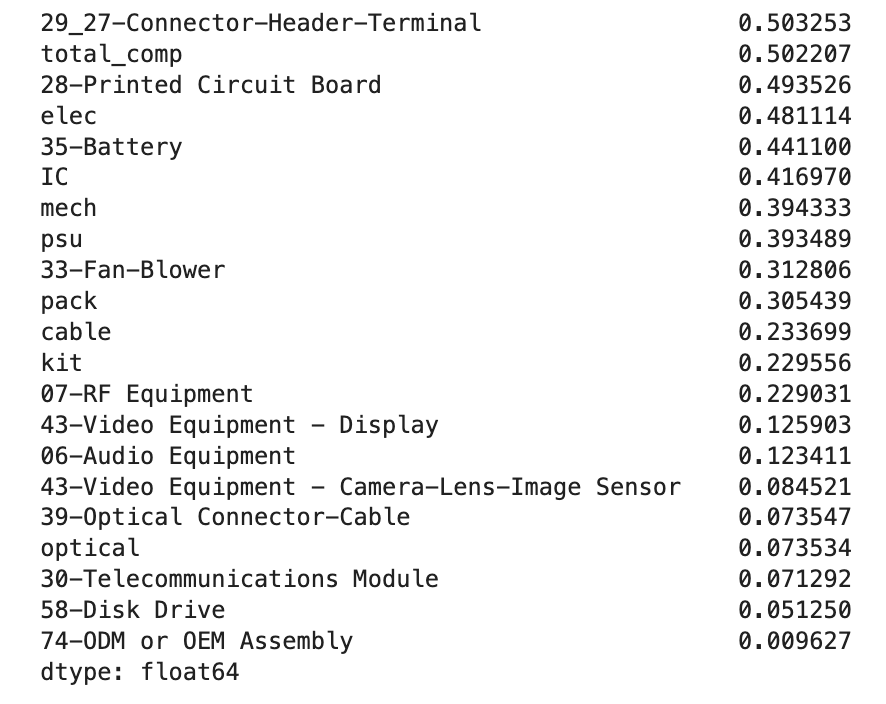 29_27-Connector-Header-Terminal 0.503253
total_comp 0.502207
28-Printed Circuit Board 0.493526
elec 0.481114
35-Battery 0.441100
IC 0.416970
mech 0.394333
psu 0.393489
33-Fan-Blower 0.312806
pack 0.305439
cable 0.233699
kit 0.229556
07-RF Equipment 0.229031
43-Video Equipment - Display 0.125903
06-Audio Equipment 0.123411
43-Video Equipment - Camera-Lens-Image Sensor 0.084521
39-Optical Connector-Cable 0.073547
optical 0.073534
30-Telecommunications Module 0.071292
58-Disk Drive 0.051250
74-ODM or OEM Assembly 0.009627
dtype: float64